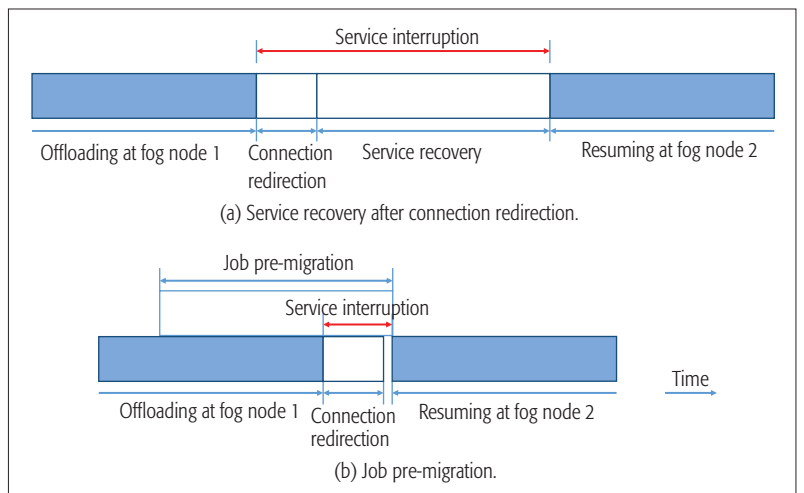 Service interruption
Offloading at fog node 1
Connection
redirection
Service recovery
Resuming at fog node 2
(a) Service recovery after connection redirection.
Job pre-migration
Service interruption
Time
Offloading at fog node 1
Connection
redirection
Resuming at fog node 2
(b) Job pre-migration.